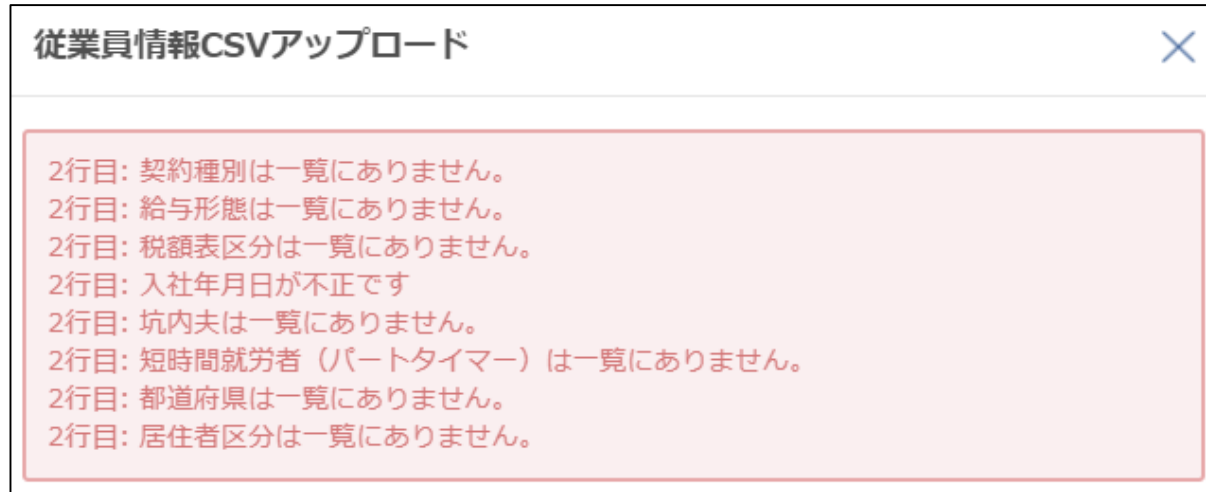 従業員情報CSVアップロード
2行目: 契約種別は一覧にありません。
2行目: 給与形態は一覧にありません。
2行目: 税額表区分は一覧にありません。
2行目: 入社年月日が不正です
2行目: 坑内夫は一覧にありません。
2行目: 短時間就労者（パートタイマー）は一覧にありません。
2行目: 都道府県は一覧にありません。
2行目: 居住者区分は一覧にありません。